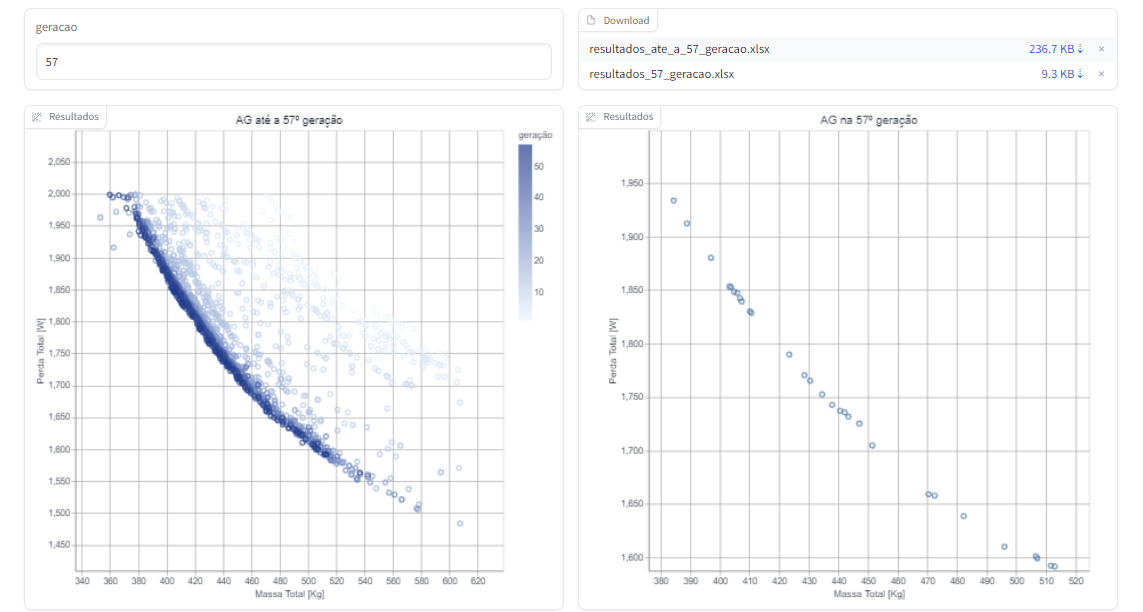 geracao
57
Download
resultados_ate_a_57_geracao.xlsx 236.7 KB ↓ ×
resultados_57_geracao.xlsx 9.3 KB ↓ ×
Resultados
AG até a 57º geração
geração
50
40
30
20
10
2,050
2,000
1,950
1,900
1,850
1,800
1,750
1,700
1,650
1,600
1,550
1,500
1,450
Perda Total [W]
340 360 380 400 420 440 460 480 500 520 540 560 580 600 620
Massa Total [Kg]
Resultados
AG na 57º geração
1,950
1,900
1,850
1,800
1,750
1,700
1,650
1,600
Perda Total [W]
380 390 400 410 420 430 440 450 460 470 480 490 500 510 520
Massa Total [Kg]